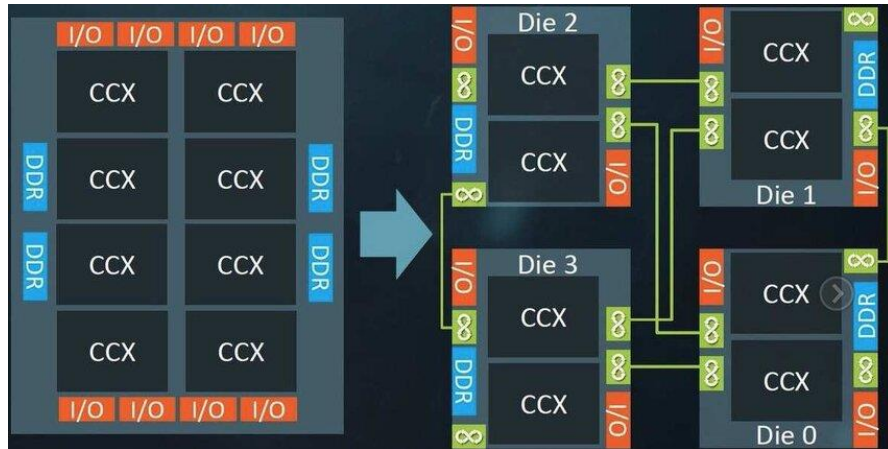 I/O I/O I/O I/O
CCX CCX
CCX CCX
DDR DDR
CCX CCX
DDR DDR
CCX CCX
I/O I/O I/O I/O
Die 2
I/O
∞
DDR
∞
CCX
CCX
∞
∞
I/O
I/O
∞
∞
CCX
CCX
Die 1
∞
DDR
∞
I/O
Die 3
I/O
∞
DDR
∞
CCX
CCX
∞
∞
I/O
I/O
∞
∞
CCX
CCX
Die 0
∞
DDR
∞
I/O